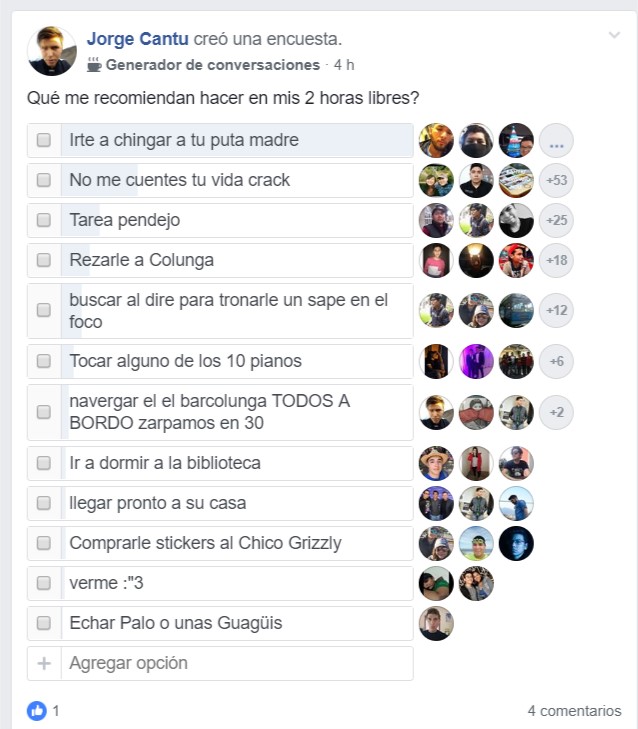 Jorge Cantu creó una encuesta.
Generador de conversaciones · 4 h
Qué me recomiendan hacer en mis 2 horas libres?
Irte a chingar a tu puta madre
...
No me cuentes tu vida crack
+53
Tarea pendejo
+25
Rezarle a Colunga
+18
buscar al dire para tronarle un sape en el
foco
+12
Tocar alguno de los 10 pianos
+6
navergar el el barcolunga TODOS A
BORDO zarpamos en 30
+2
Ir a dormir a la biblioteca
llegar pronto a su casa
Comprarle stickers al Chico Grizzly
verme :"3
Echar Palo o unas Guagüis
+ Agregar opción
1
4 comentarios